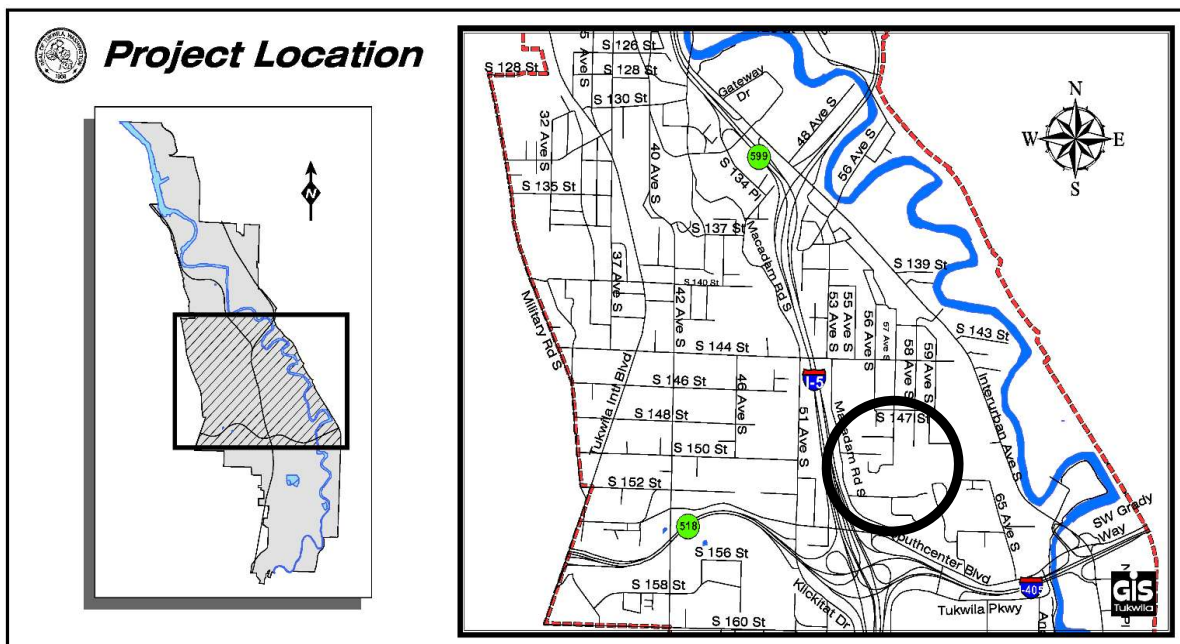 Project Location
N
S 126 St
S 128 St
S 128 St
S 130 St
Gateway
Dr
32 Ave S
40 Ave S
48 Ave S
56 Ave S
599
S 134 Pl
S 135 St
S 137 St
Macadam Rd S
S 139 St
S 140 St
37 Ave S
42 Ave S
Military Rd S
53 Ave S
55 Ave S
56 Ave S
57 Ave S
58 Ave S
59 Ave S
S 143 St
S 144 St
Tukwila Intl Blvd
I-5
S 146 St
46 Ave S
S 147 St
S 148 St
51 Ave S
Macadam Rd S
Interurban Ave S
S 150 St
S 152 St
65 Ave S
SW Grady
Way
518
S 156 St
Southcenter Blvd
S 158 St
Klickitat Dr
I-405
Tukwila Pkwy
S 160 St
N
W
E
S
GIS
Tukwila